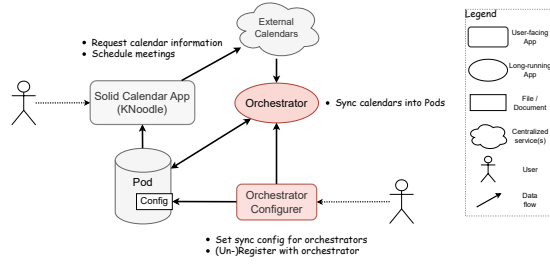 External
Calendars
• Request calendar information
• Schedule meetings
Solid Calendar App
(KNoodle)
Orchestrator
• Sync calendars into Pods
Pod
Config
Orchestrator
Configurer
• Set sync config for orchestrators
• (Un-)Register with orchestrator
Legend
User-facing
App
Long-running
App
File /
Document
Centralized
service(s)
User
Data
flow